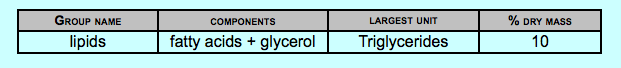 GROUP NAME COMPONENTS LARGEST UNIT % DRY MASS
lipids fatty acids + glycerol Triglycerides 10